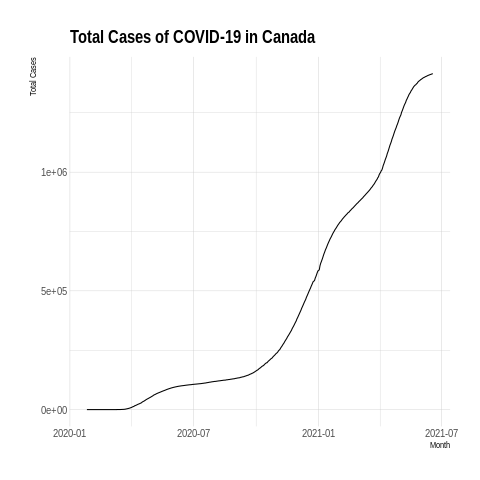 Total Cases of COVID-19 in Canada
Total Cases
1e+06
5e+05
0e+00
2020-01
2020-07
2021-01
2021-07
Month